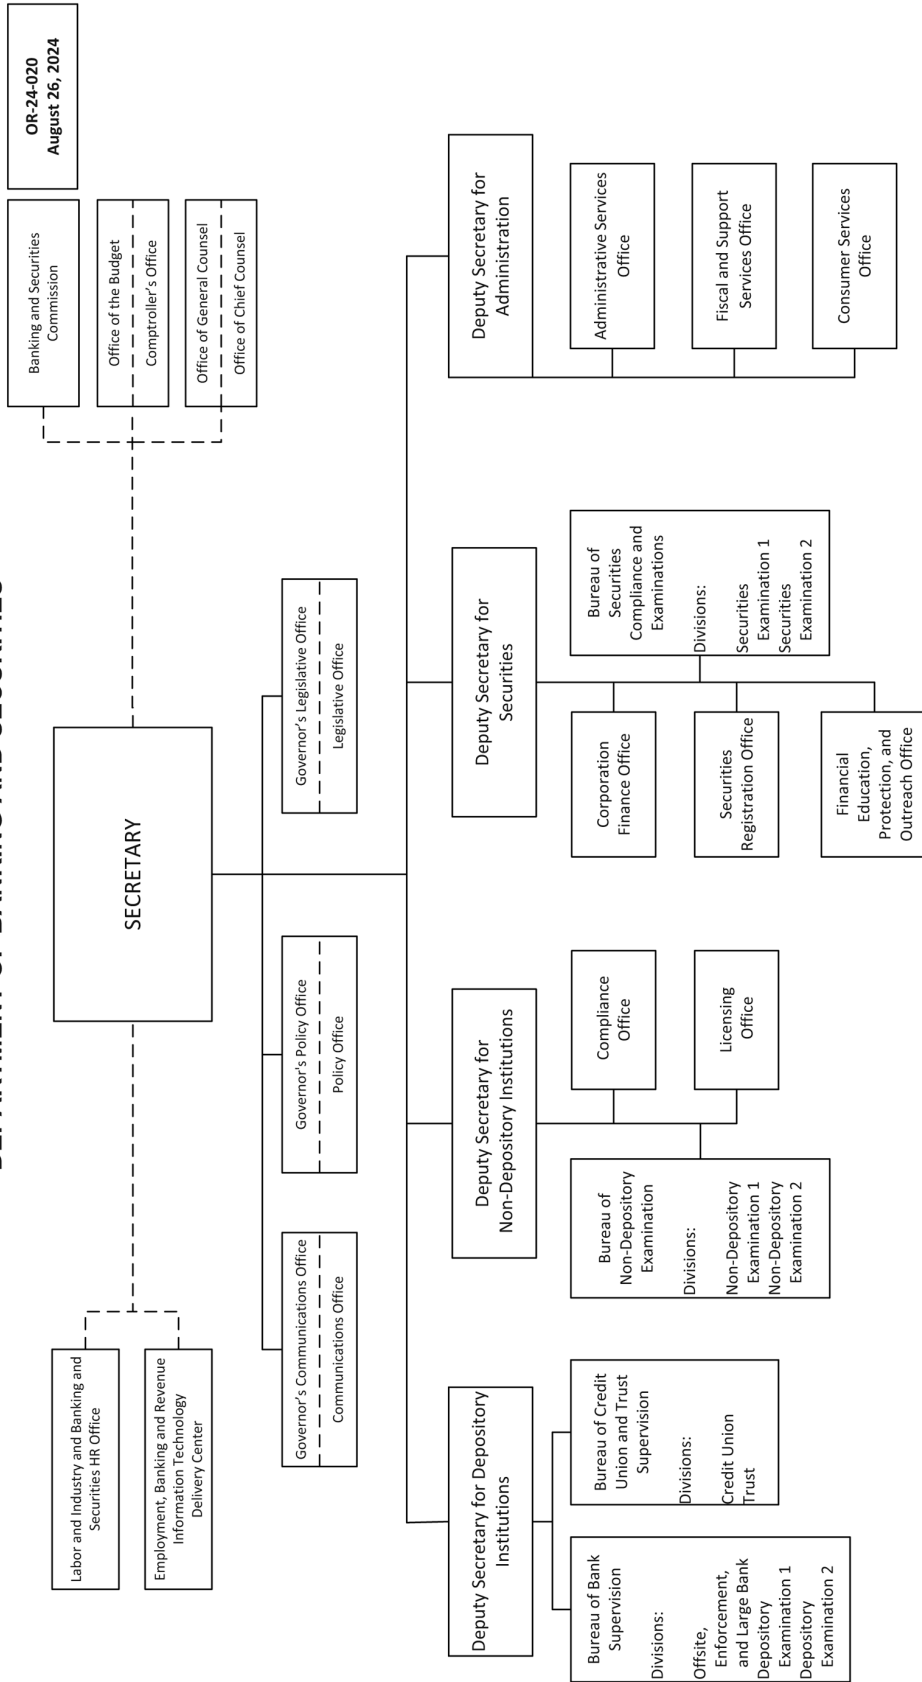 OR-24-020
August 26, 2024
Labor and Industry and Banking and
Securities HR Office
Employment, Banking and Revenue
Information Technology
Delivery Center
SECRETARY
Banking and Securities
Commission
Office of the Budget
Comptroller's Office
Office of General Counsel
Office of Chief Counsel
Governor's Communications Office
Communications Office
Governor's Policy Office
Policy Office
Governor's Legislative Office
Legislative Office
Deputy Secretary for Depository
Institutions
Bureau of Bank
Supervision
Divisions:
Offsite,
Enforcement,
and Large Bank
Depository
Examination 1
Depository
Examination 2
Bureau of Credit
Union and Trust
Supervision
Divisions:
Credit Union
Trust
Deputy Secretary for
Non-Depository Institutions
Bureau of
Non-Depository
Examination
Divisions:
Non-Depository
Examination 1
Non-Depository
Examination 2
Compliance
Office
Licensing
Office
Deputy Secretary for
Securities
Corporation
Finance Office
Securities
Registration Office
Financial
Education,
Protection, and
Outreach Office
Bureau of
Securities
Compliance and
Examinations
Divisions:
Securities
Examination 1
Securities
Examination 2
Deputy Secretary for
Administration
Administrative Services
Office
Fiscal and Support
Services Office
Consumer Services
Office